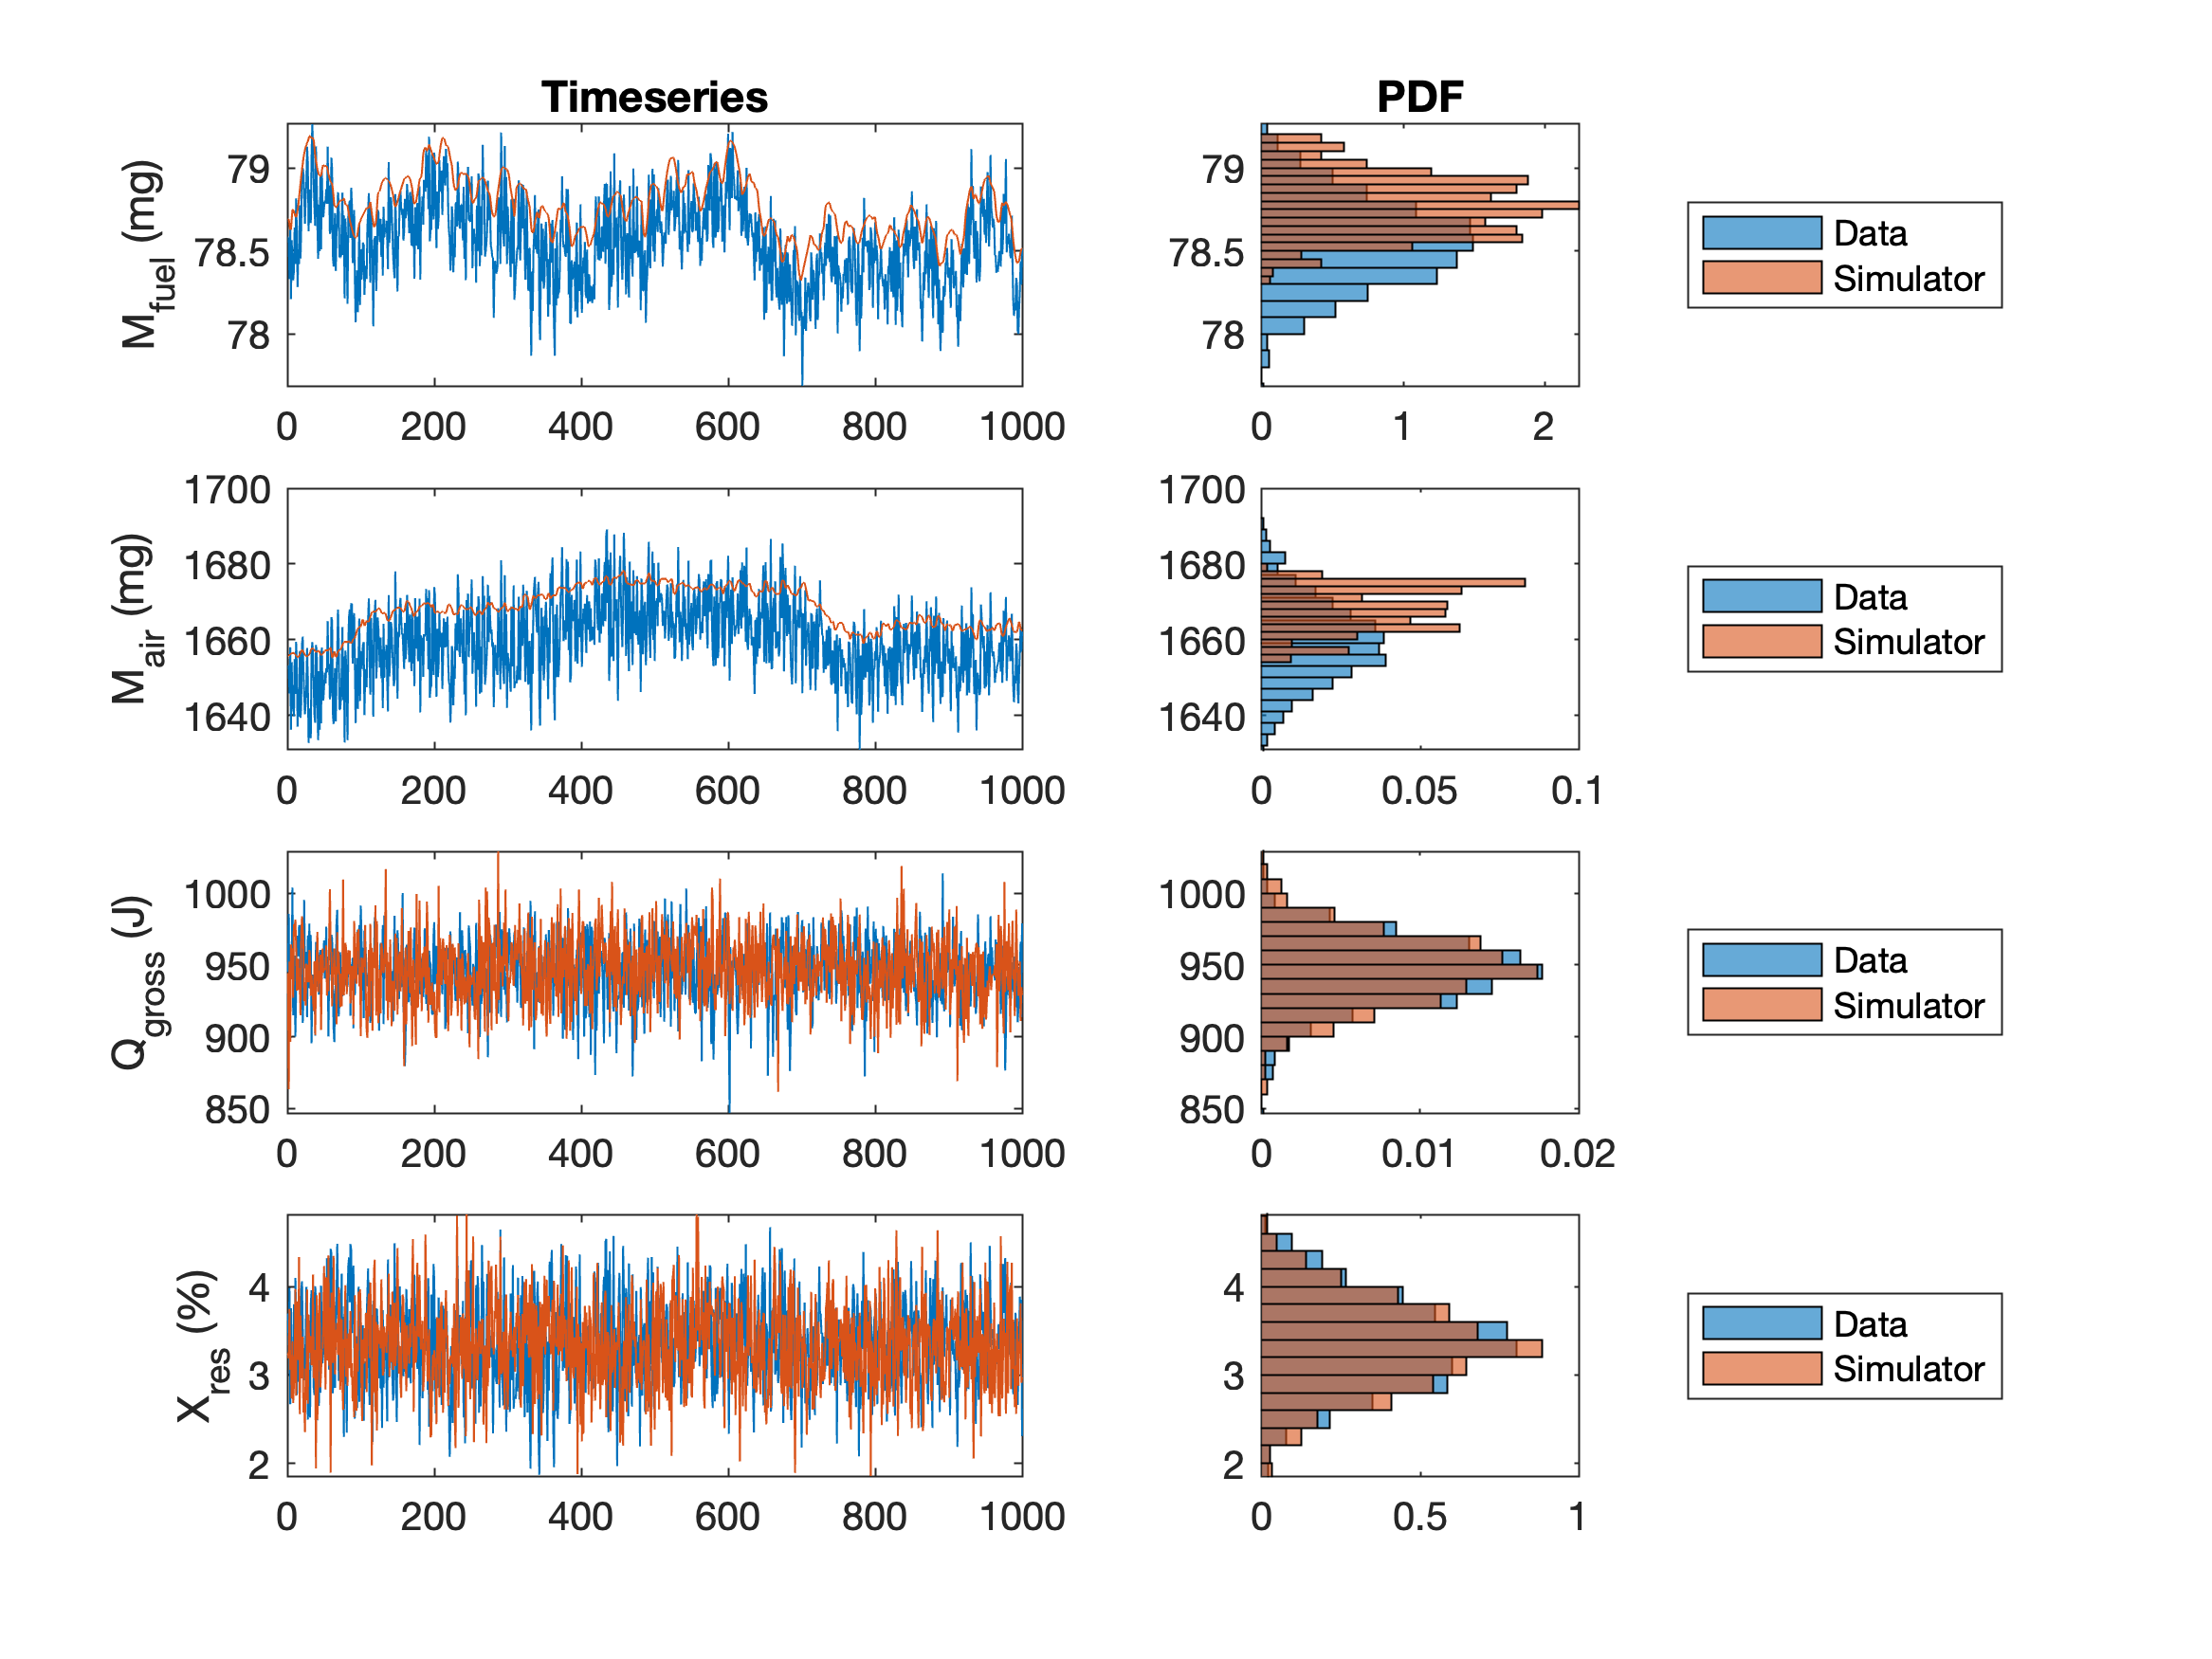 Timeseries
PDF
M_fuel (mg)
79
78.5
78
0 200 400 600 800 1000
79
78.5
78
0 1 2
Data
Simulator
M_air (mg)
1700
1680
1660
1640
0 200 400 600 800 1000
1700
1680
1660
1640
0 0.05 0.1
Data
Simulator
Q_gross (J)
1000
950
900
850
0 200 400 600 800 1000
1000
950
900
850
0 0.01 0.02
Data
Simulator
X_res (%)
4
3
2
0 200 400 600 800 1000
4
3
2
0 0.5 1
Data
Simulator